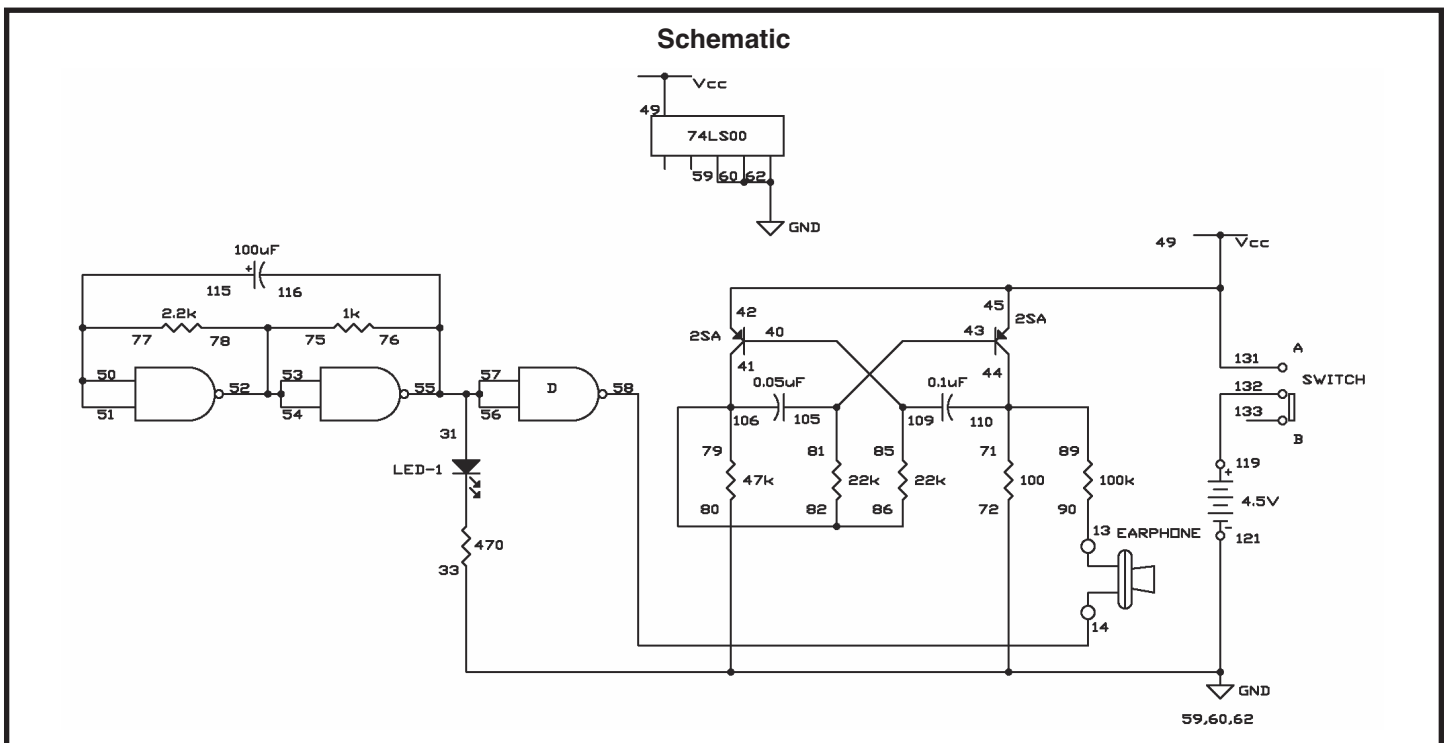 Schematic
Vcc
49
74LS00
59 60 62
GND
49 Vcc
100uF
+
115 116
2.2k 1k
77 78 75 76
50 52 53 55 57 D 58
51 54 56
31
LED-1
470
33
42 45
2SA 40 43 2SA
41 44
0.05uF 0.1uF
106 105 109 110
79 81 85 71 89
47k 22k 22k 100 100k
80 82 86 72 90
13 EARPHONE
14
131 A
132 SWITCH
133
B
119
+
4.5V
-
121
GND
59,60,62